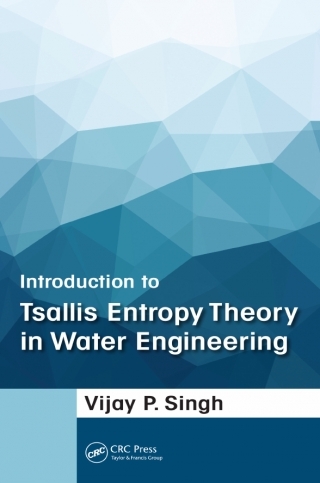 Introduction to
Tsallis Entropy Theory
in Water Engineering
Vijay P. Singh
CRC CRC Press
Taylor & Francis Group